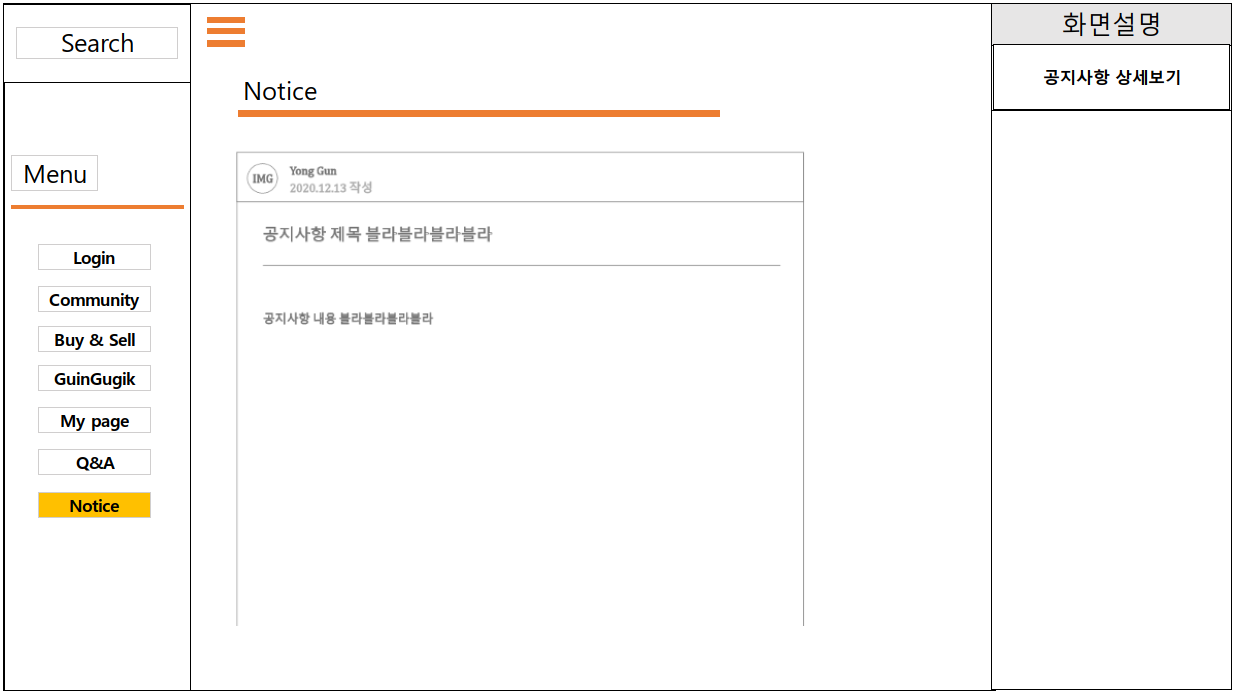 Search
Menu
Login
Community
Buy & Sell
GuinGugik
My page
Q&A
Notice
Notice
IMG
Yong Gun
2020.12.13 작성
공지사항 제목 블라블라블라블라
공지사항 내용 블라블라블라블라
화면설명
공지사항 상세보기